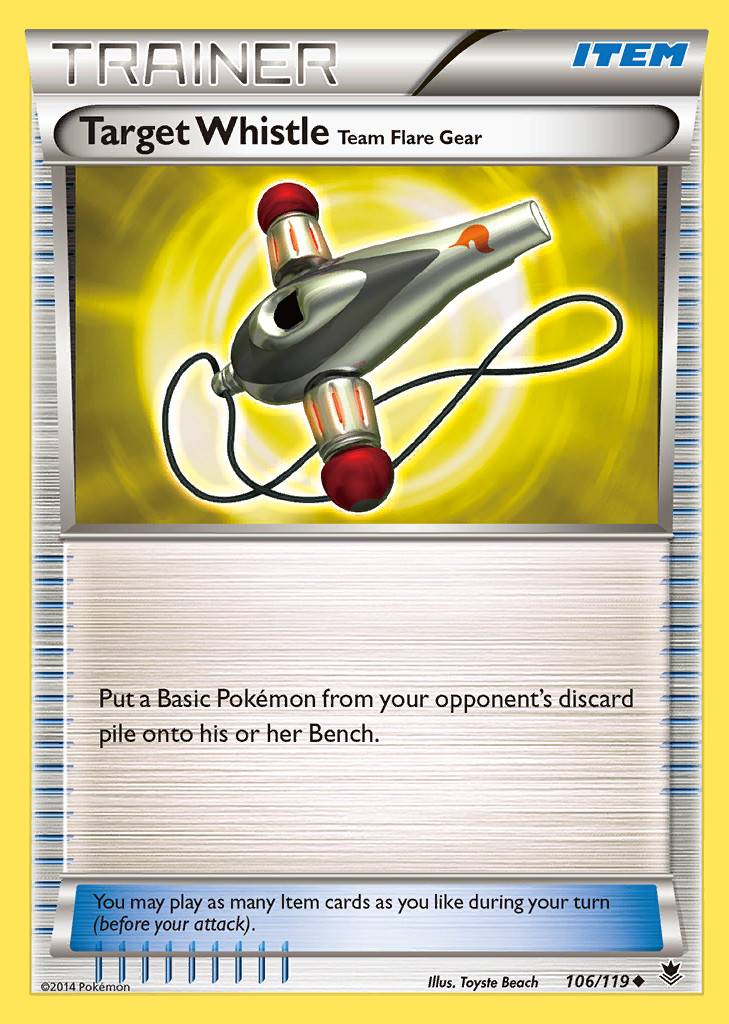 TRAINER
ITEM
Target Whistle Team Flare Gear
Put a Basic Pokémon from your opponent's discard
pile onto his or her Bench.
You may play as many Item cards as you like during your turn
(before your attack).
©2014 Pokémon
Illus. Toyste Beach 106/119